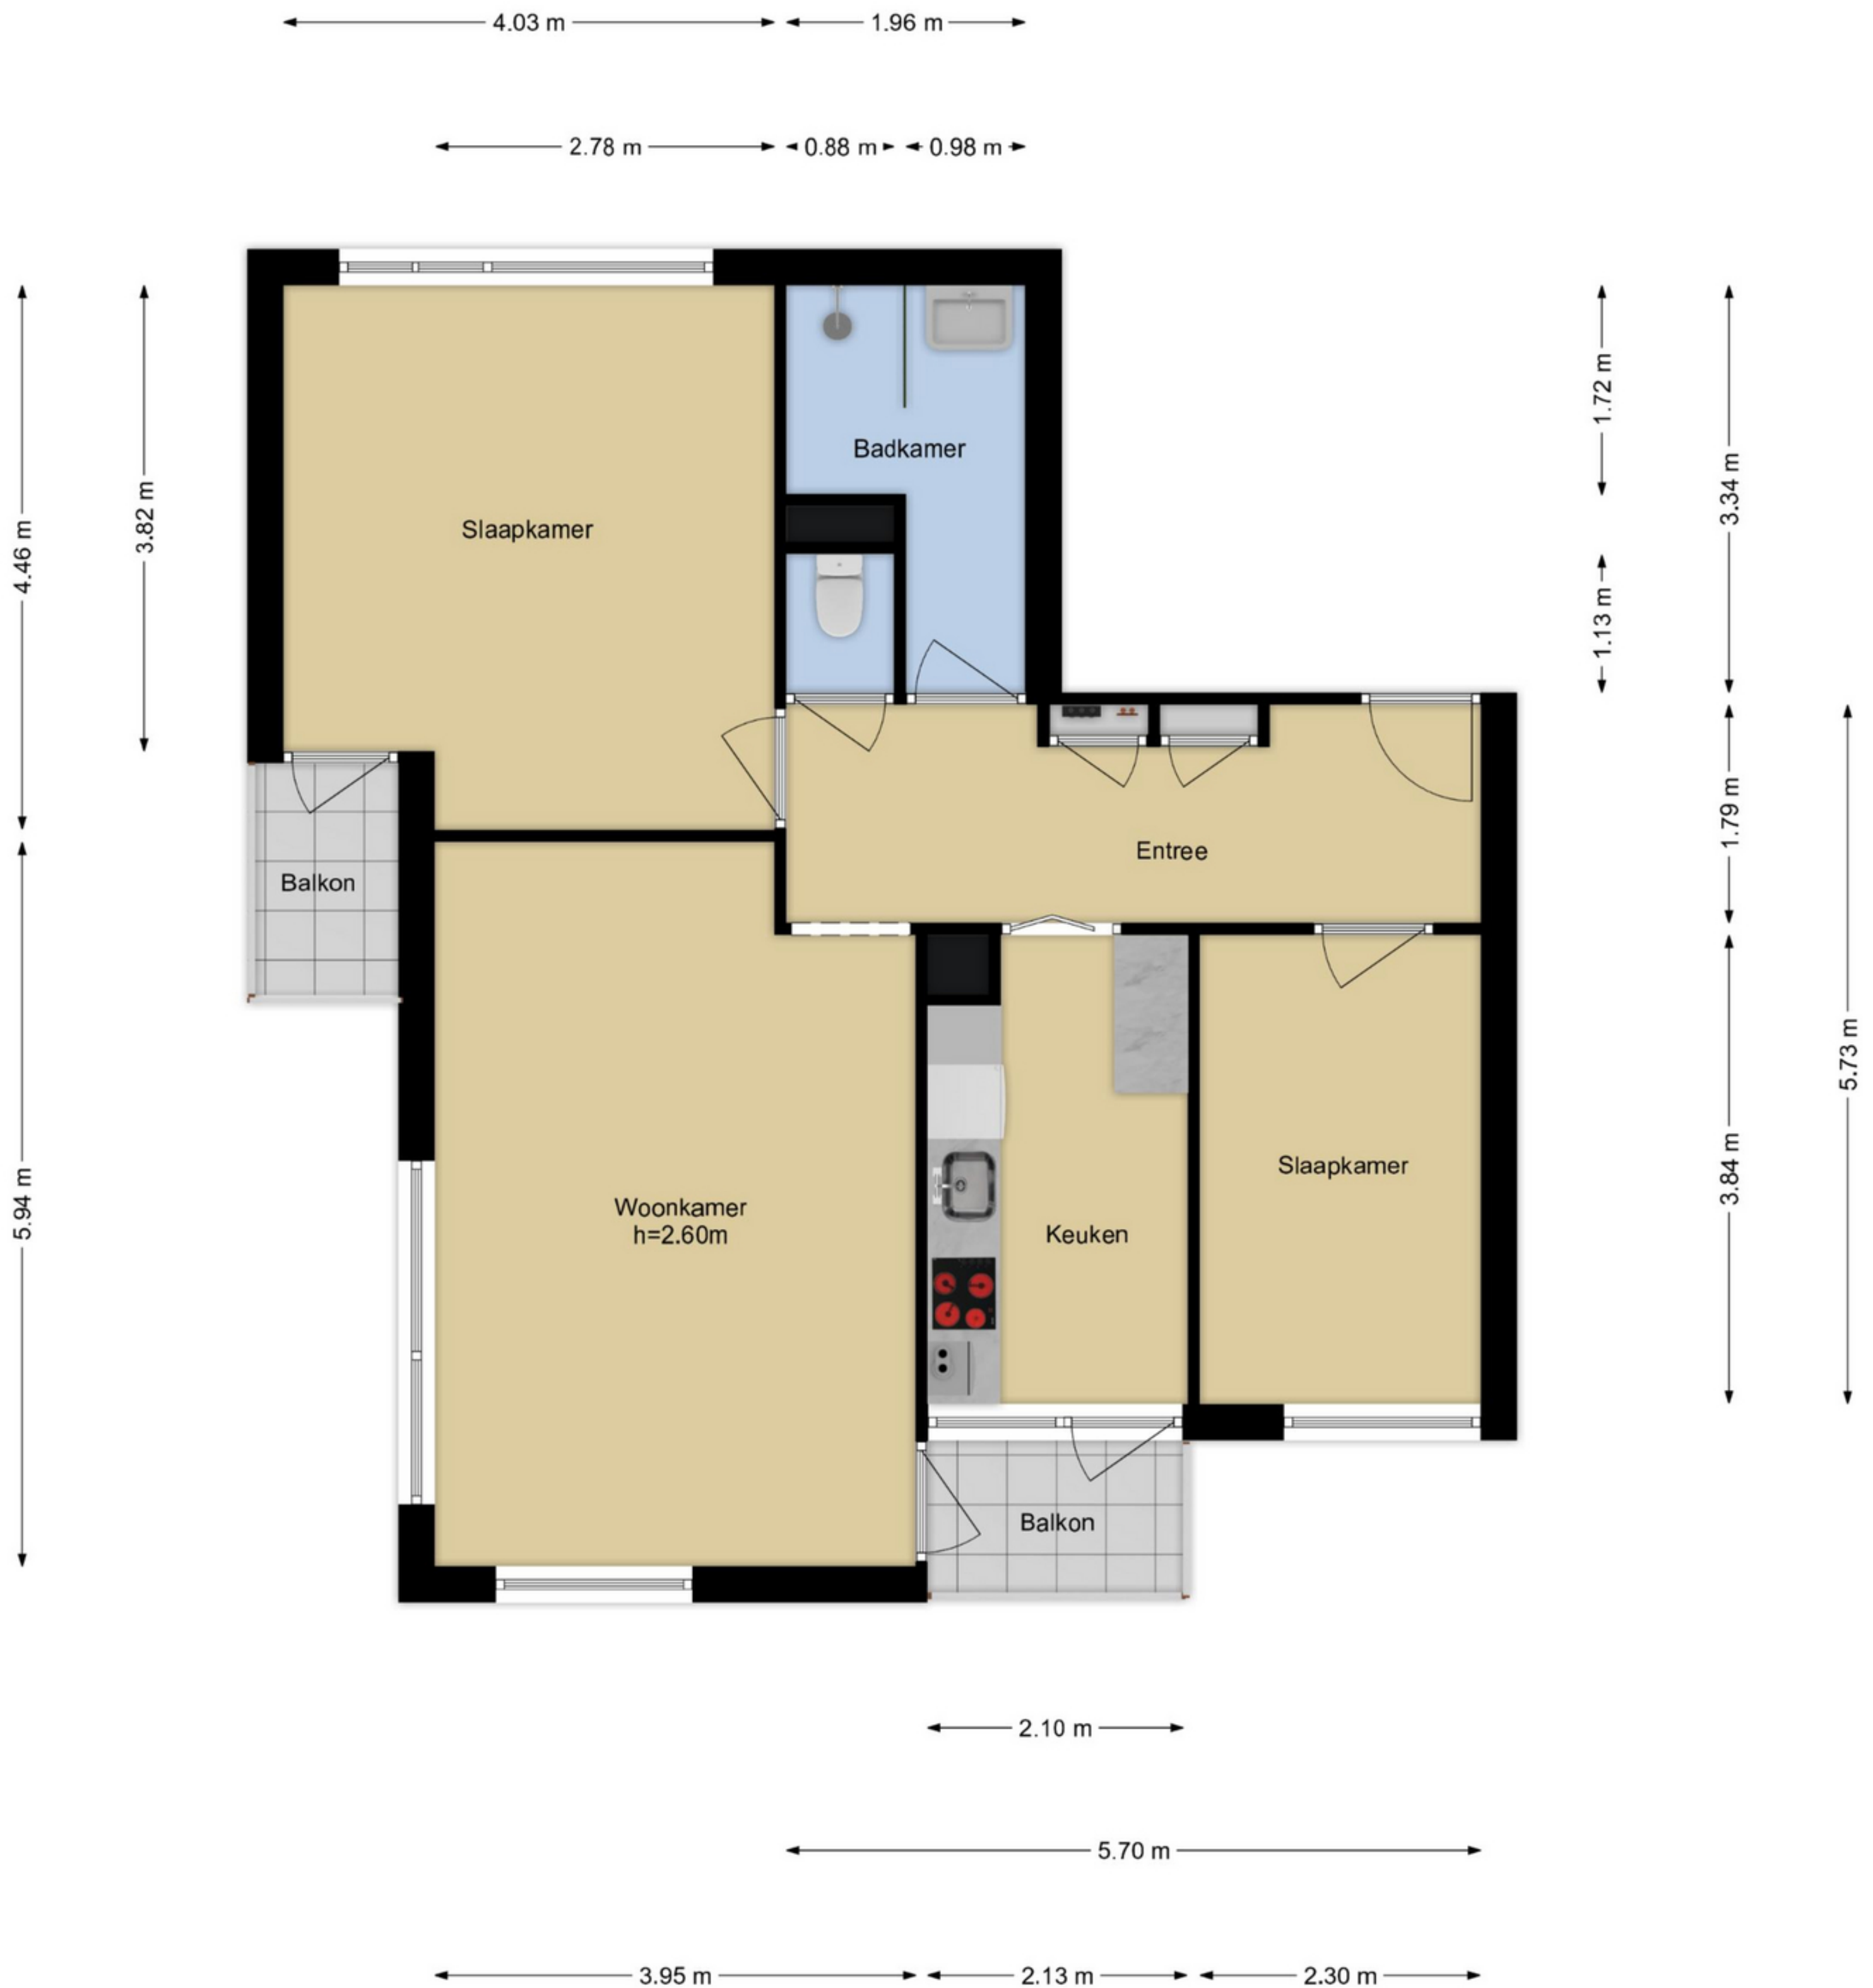 4.03 m
1.96 m
2.78 m
0.88 m
0.98 m
4.46 m
3.82 m
1.72 m
3.34 m
Badkamer
Slaapkamer
1.13 m
1.79 m
Entree
Balkon
5.73 m
5.94 m
3.84 m
Slaapkamer
Woonkamer
h=2.60m
Keuken
Balkon
2.10 m
5.70 m
3.95 m
2.13 m
2.30 m